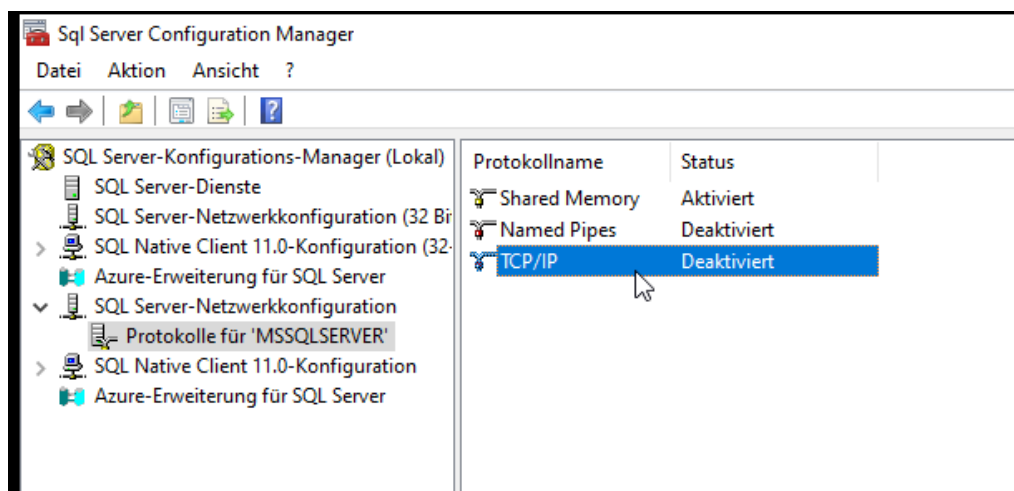 Sql Server Configuration Manager
Datei Aktion Ansicht ?
SQL Server-Konfigurations-Manager (Lokal)
SQL Server-Dienste
SQL Server-Netzwerkkonfiguration (32 Bi
SQL Native Client 11.0-Konfiguration (32-
Azure-Erweiterung für SQL Server
SQL Server-Netzwerkkonfiguration
Protokolle für 'MSSQLSERVER'
SQL Native Client 11.0-Konfiguration
Azure-Erweiterung für SQL Server
Protokollname Status
Shared Memory Aktiviert
Named Pipes Deaktiviert
TCP/IP Deaktiviert